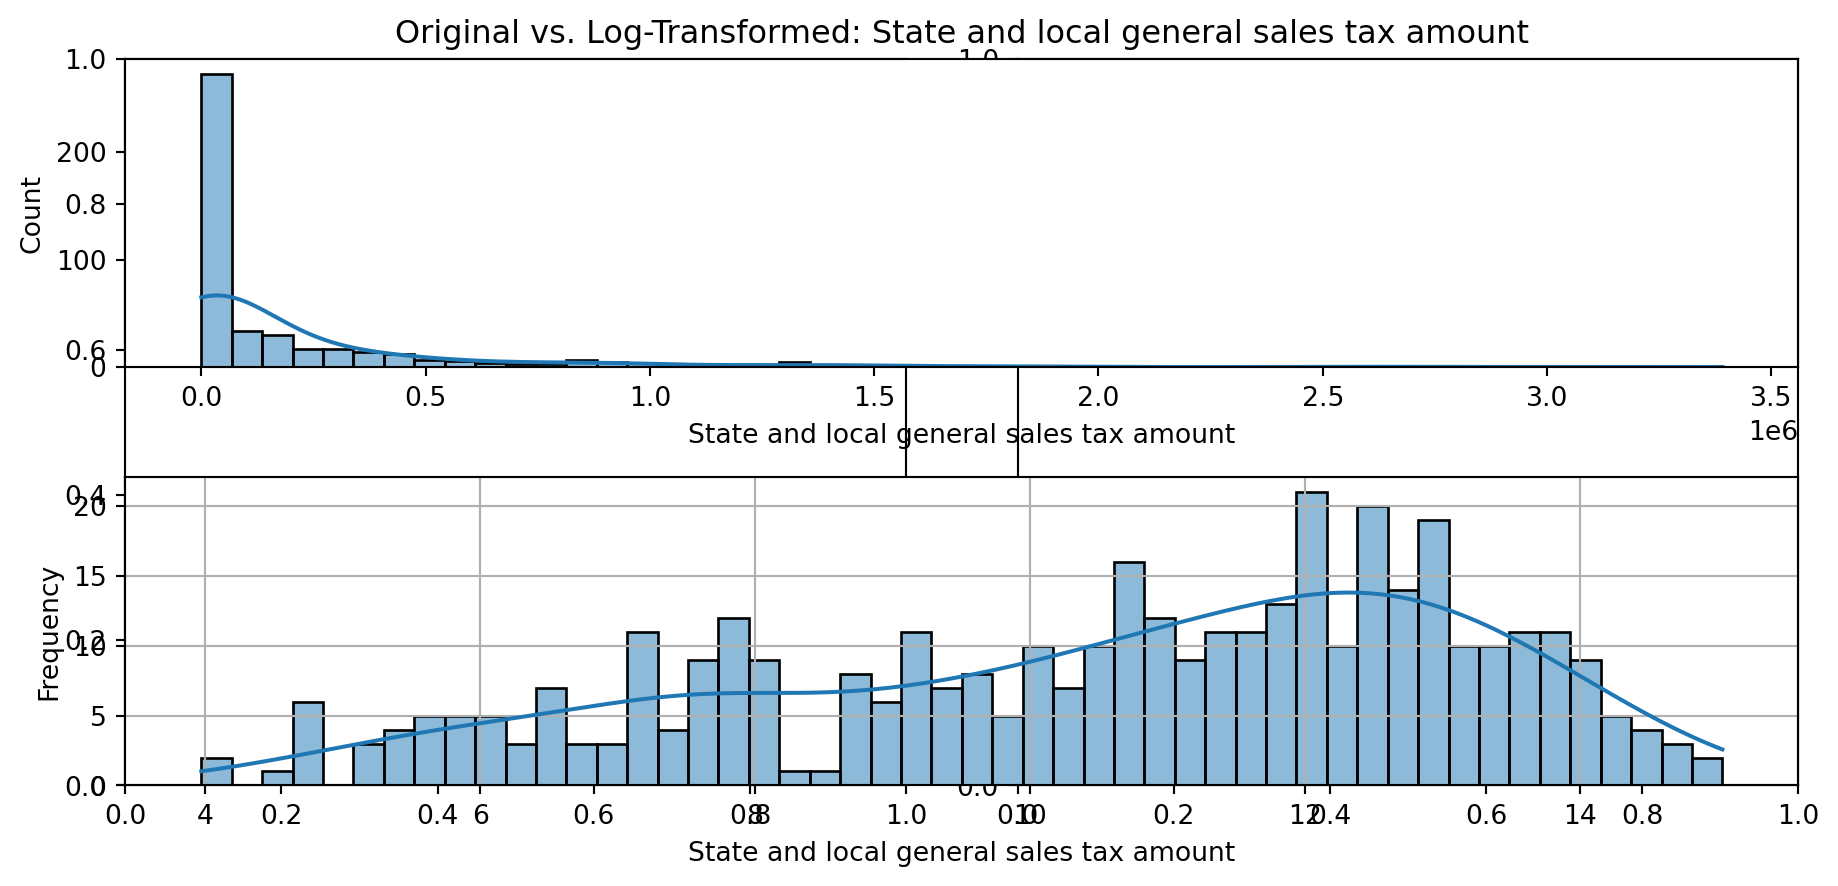 Original vs. Log-Transformed: State and local general sales tax amount
1.0
1.0
200
Count
0.8
100
0.6
0
0.0 0.5 1.0 1.5 2.0 2.5 3.0 3.5
State and local general sales tax amount
1e6
0.4
20
15
Frequency
0.2
10
5
0.0
0
0.0
0.0 4 0.2 0.4 6 0.6 0.8 8 1.0 0.0 10 0.2 12 0.4 0.6 14 0.8 1.0
State and local general sales tax amount